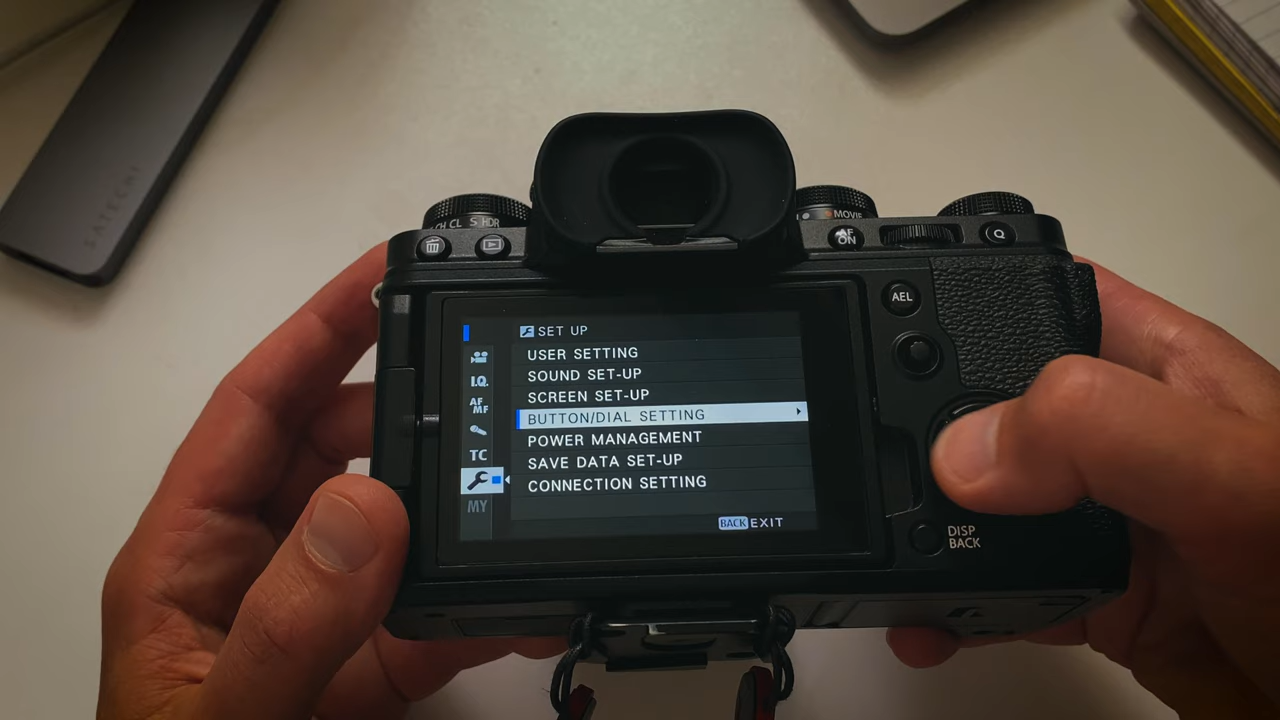 SATECHI
CH CL S HDR
MOVIE
AF
ON
Q
AEL
SET UP
USER SETTING
SOUND SET-UP
SCREEN SET-UP
BUTTON/DIAL SETTING
POWER MANAGEMENT
SAVE DATA SET-UP
CONNECTION SETTING
I.Q.
AF
MF
TC
MY
BACK EXIT
DISP
BACK